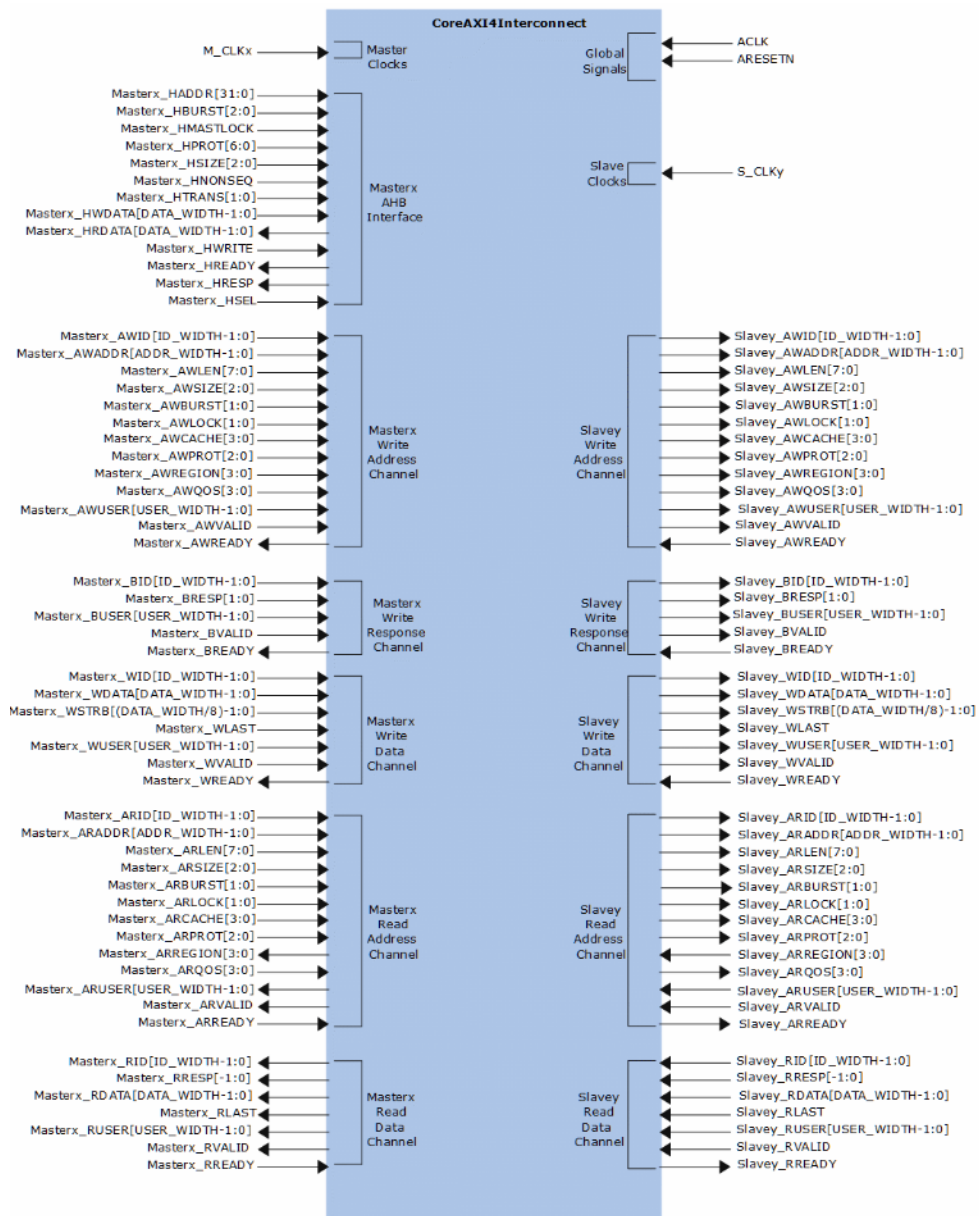 CoreAXI4Interconnect
M_CLKx
Master
Clocks
Global
Signals
ACLK
ARESETN
Masterx_HADDR[31:0]
Masterx_HBURST[2:0]
Masterx_HMASTLOCK
Masterx_HPROT[6:0]
Masterx_HSIZE[2:0]
Masterx_HNONSEQ
Masterx_HTRANS[1:0]
Masterx_HWDATA[DATA_WIDTH-1:0]
Masterx_HRDATA[DATA_WIDTH-1:0]
Masterx_HWRITE
Masterx_HREADY
Masterx_HRESP
Masterx_HSEL
Masterx
AHB
Interface
Slave
Clocks
S_CLKy
Masterx_AWID[ID_WIDTH-1:0]
Masterx_AWADDR[ADDR_WIDTH-1:0]
Masterx_AWLEN[7:0]
Masterx_AWSIZE[2:0]
Masterx_AWBURST[1:0]
Masterx_AWLOCK[1:0]
Masterx_AWCACHE[3:0]
Masterx_AWPROT[2:0]
Masterx_AWREGION[3:0]
Masterx_AWQOS[3:0]
Masterx_AWUSER[USER_WIDTH-1:0]
Masterx_AWVALID
Masterx_AWREADY
Masterx
Write
Address
Channel
Slavey
Write
Address
Channel
Slavey_AWID[ID_WIDTH-1:0]
Slavey_AWADDR[ADDR_WIDTH-1:0]
Slavey_AWLEN[7:0]
Slavey_AWSIZE[2:0]
Slavey_AWBURST[1:0]
Slavey_AWLOCK[1:0]
Slavey_AWCACHE[3:0]
Slavey_AWPROT[2:0]
Slavey_AWREGION[3:0]
Slavey_AWQOS[3:0]
Slavey_AWUSER[USER_WIDTH-1:0]
Slavey_AWVALID
Slavey_AWREADY
Masterx_BID[ID_WIDTH-1:0]
Masterx_BRESP[1:0]
Masterx_BUSER[USER_WIDTH-1:0]
Masterx_BVALID
Masterx_BREADY
Masterx
Write
Response
Channel
Slavey
Write
Response
Channel
Slavey_BID[ID_WIDTH-1:0]
Slavey_BRESP[1:0]
Slavey_BUSER[USER_WIDTH-1:0]
Slavey_BVALID
Slavey_BREADY
Masterx_WID[ID_WIDTH-1:0]
Masterx_WDATA[DATA_WIDTH-1:0]
Masterx_WSTRB[(DATA_WIDTH/8)-1:0]
Masterx_WLAST
Masterx_WUSER[USER_WIDTH-1:0]
Masterx_WVALID
Masterx_WREADY
Masterx
Write
Data
Channel
Slavey
Write
Data
Channel
Slavey_WID[ID_WIDTH-1:0]
Slavey_WDATA[DATA_WIDTH-1:0]
Slavey_WSTRB[(DATA_WIDTH/8)-1:0]
Slavey_WLAST
Slavey_WUSER[USER_WIDTH-1:0]
Slavey_WVALID
Slavey_WREADY
Masterx_ARID[ID_WIDTH-1:0]
Masterx_ARADDR[ADDR_WIDTH-1:0]
Masterx_ARLEN[7:0]
Masterx_ARSIZE[2:0]
Masterx_ARBURST[1:0]
Masterx_ARLOCK[1:0]
Masterx_ARCACHE[3:0]
Masterx_ARPROT[2:0]
Masterx_ARREGION[3:0]
Masterx_ARQOS[3:0]
Masterx_ARUSER[USER_WIDTH-1:0]
Masterx_ARVALID
Masterx_ARREADY
Masterx
Read
Address
Channel
Slavey
Read
Address
Channel
Slavey_ARID[ID_WIDTH-1:0]
Slavey_ARADDR[ADDR_WIDTH-1:0]
Slavey_ARLEN[7:0]
Slavey_ARSIZE[2:0]
Slavey_ARBURST[1:0]
Slavey_ARLOCK[1:0]
Slavey_ARCACHE[3:0]
Slavey_ARPROT[2:0]
Slavey_ARREGION[3:0]
Slavey_ARQOS[3:0]
Slavey_ARUSER[USER_WIDTH-1:0]
Slavey_ARVALID
Slavey_ARREADY
Masterx_RID[ID_WIDTH-1:0]
Masterx_RRESP[-1:0]
Masterx_RDATA[DATA_WIDTH-1:0]
Masterx_RLAST
Masterx_RUSER[USER_WIDTH-1:0]
Masterx_RVALID
Masterx_RREADY
Masterx
Read
Data
Channel
Slavey
Read
Data
Channel
Slavey_RID[ID_WIDTH-1:0]
Slavey_RRESP[-1:0]
Slavey_RDATA[DATA_WIDTH-1:0]
Slavey_RLAST
Slavey_RUSER[USER_WIDTH-1:0]
Slavey_RVALID
Slavey_RREADY